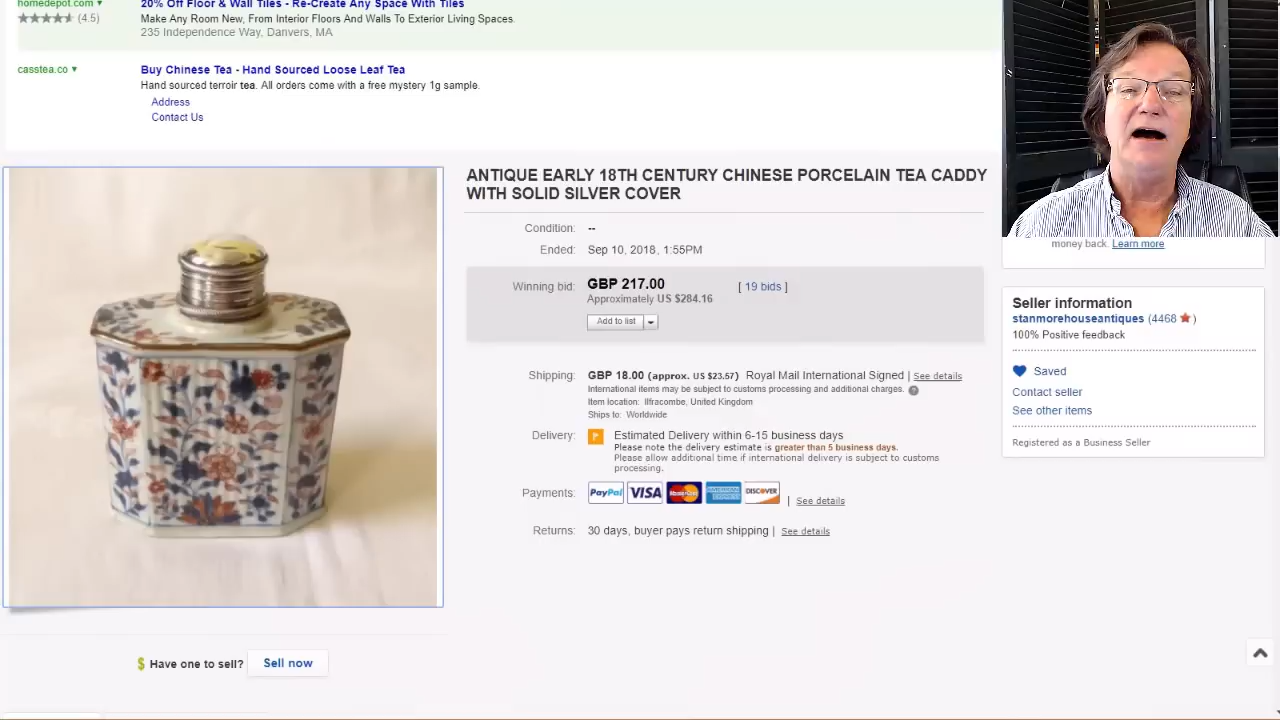 homedepot.com ▾
20% Off Floor & Wall Tiles - Re-Create Any Space With Tiles
(4.5)
Make Any Room New, From Interior Floors And Walls To Exterior Living Spaces.
235 Independence Way, Danvers, MA
casstea.co ▾
Buy Chinese Tea - Hand Sourced Loose Leaf Tea
Hand sourced terroir tea. All orders come with a free mystery 1g sample.
Address
Contact Us
ANTIQUE EARLY 18TH CENTURY CHINESE PORCELAIN TEA CADDY
WITH SOLID SILVER COVER
Condition: --
Ended: Sep 10, 2018, 1:55PM
Winning bid: GBP 217.00 [ 19 bids ]
Approximately US $284.16
Add to list
Shipping: GBP 18.00 (approx. US $23.57) Royal Mail International Signed | See details
International items may be subject to customs processing and additional charges. ?
Item location: Ilfracombe, United Kingdom
Ships to: Worldwide
Delivery: Estimated Delivery within 6-15 business days
Please note the delivery estimate is greater than 5 business days.
Please allow additional time if international delivery is subject to customs
processing.
Payments: PayPal VISA MasterCard AMERICAN EXPRESS DISCOVER | See details
Returns: 30 days, buyer pays return shipping | See details
$ Have one to sell? Sell now
money back. Learn more
Seller information
stanmorehouseantiques (4468 ★ )
100% Positive feedback
Saved
Contact seller
See other items
Registered as a Business Seller